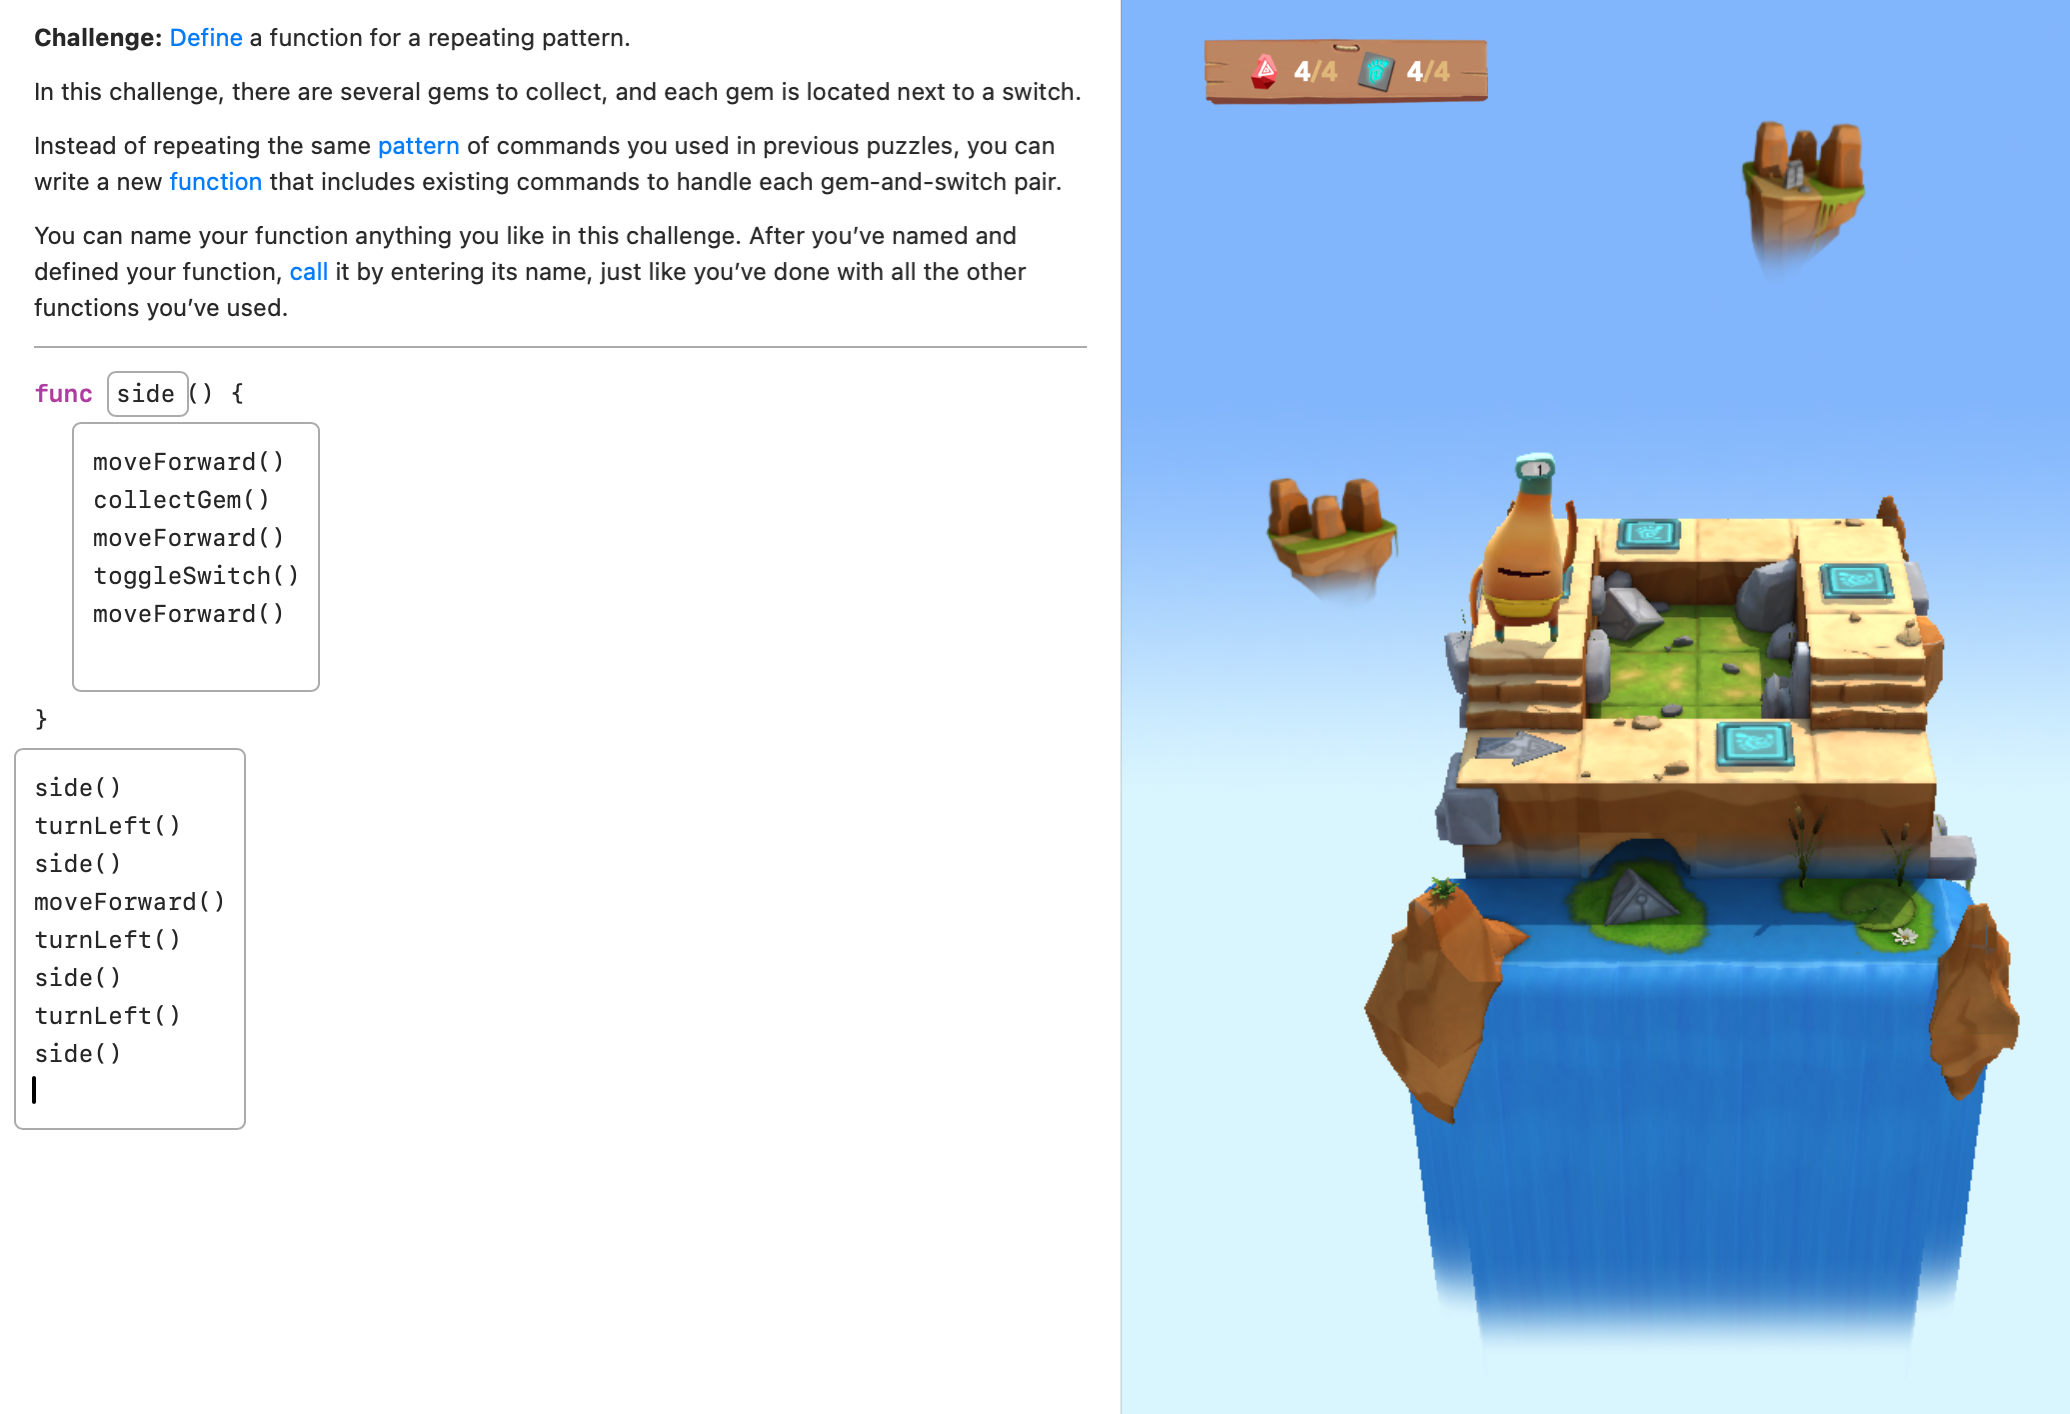 Challenge: Define a function for a repeating pattern.
In this challenge, there are several gems to collect, and each gem is located next to a switch.
Instead of repeating the same pattern of commands you used in previous puzzles, you can
write a new function that includes existing commands to handle each gem-and-switch pair.
You can name your function anything you like in this challenge. After you’ve named and
defined your function, call it by entering its name, just like you’ve done with all the other
functions you’ve used.
func side() {
moveForward()
collectGem()
moveForward()
toggleSwitch()
moveForward()
}
side()
turnLeft()
side()
moveForward()
turnLeft()
side()
turnLeft()
side()
4/4 4/4
1